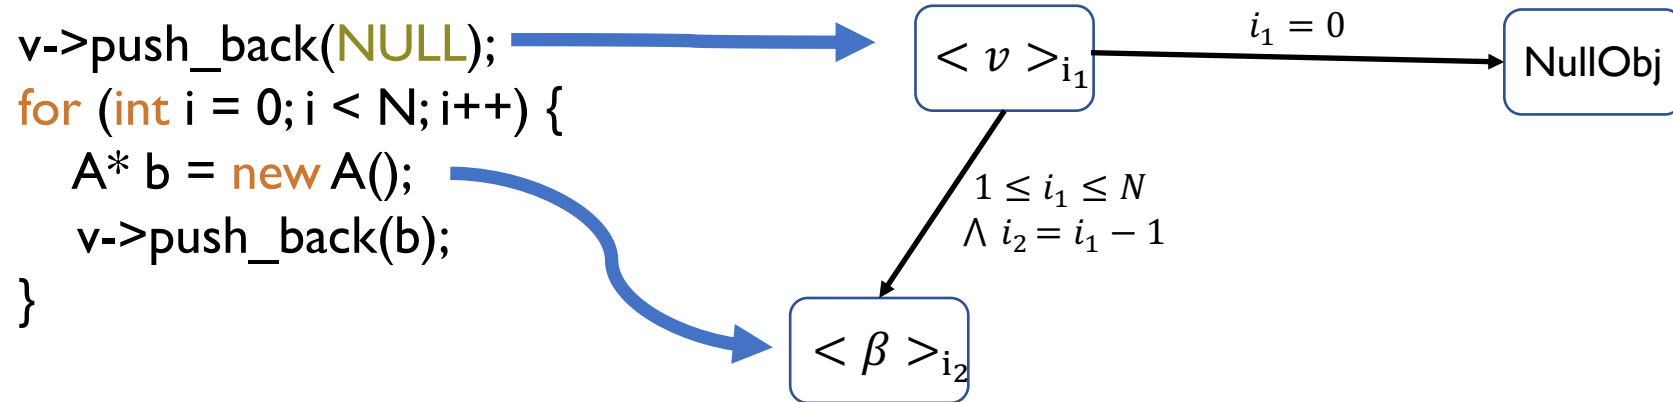 v->push_back(NULL);
for (int i = 0; i < N; i++) {
A* b = new A();
v->push_back(b);
}
< 𝑣 >i₁
𝑖₁ = 0
NullObj
1 ≤ 𝑖₁ ≤ 𝑁
∧ 𝑖₂ = 𝑖₁ − 1
< 𝛽 >i₂